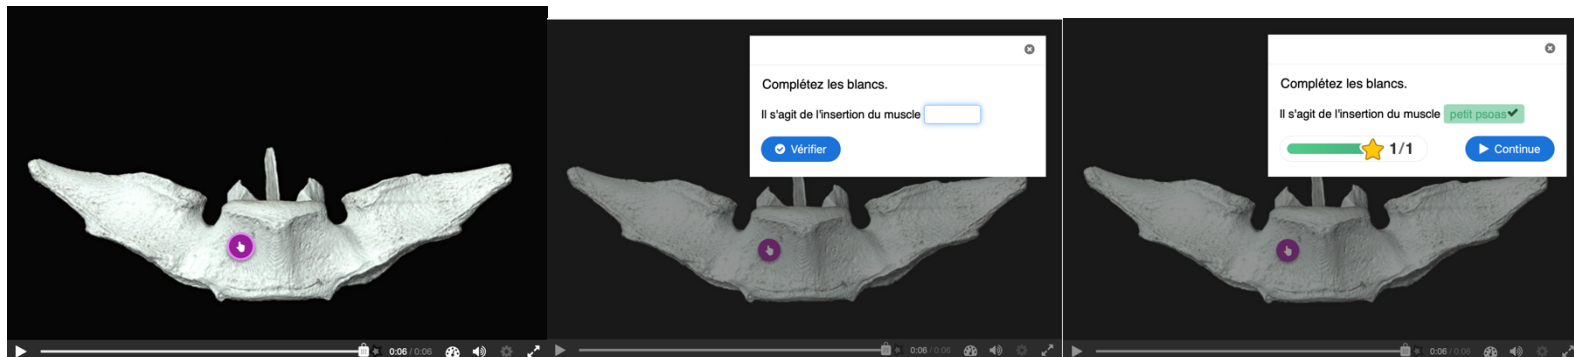 0:06 / 0:06
Complétez les blancs.
Il s'agit de l'insertion du muscle
Vérifier
0:06 / 0:06
Complétez les blancs.
Il s'agit de l'insertion du muscle petit psoas
1/1
Continue
0:06 / 0:06